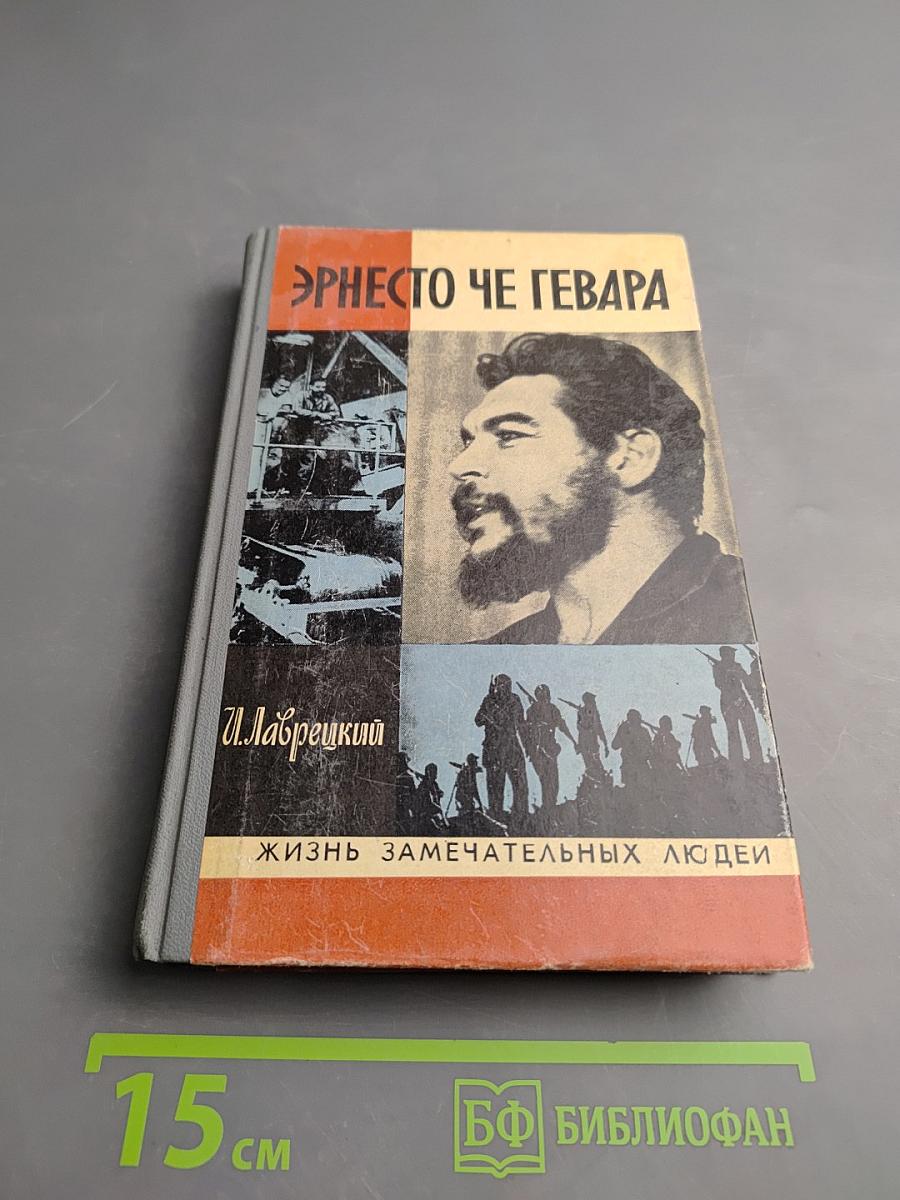 ЭРНЕСТО ЧЕ ГЕВАРА
И. Лаврецкий
ЖИЗНЬ ЗАМЕЧАТЕЛЬНЫХ ЛЮДЕЙ
15 см
БФ БИБЛИОФАН